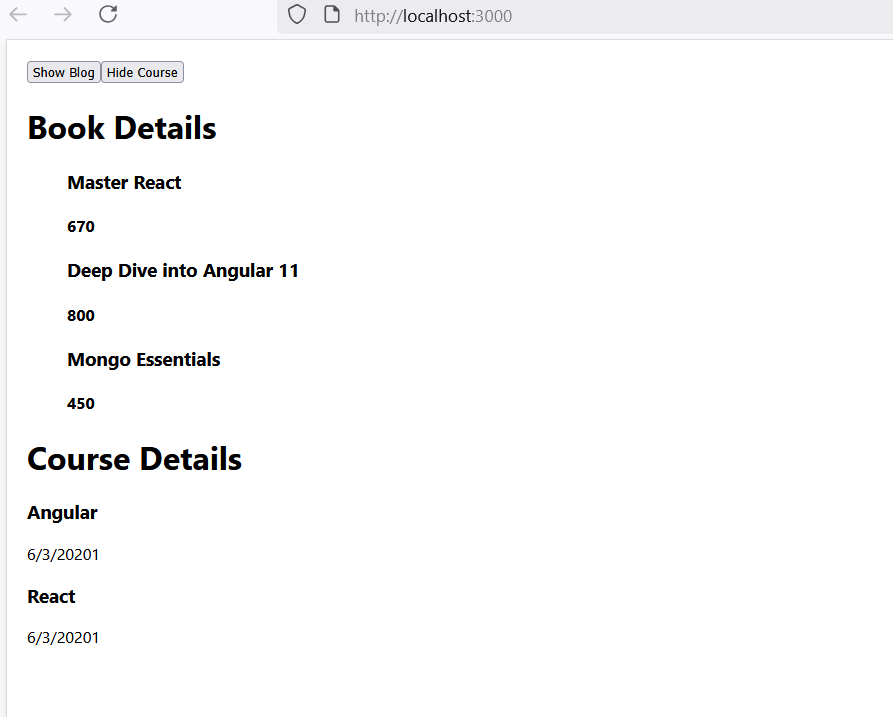 http://localhost:3000
Show Blog Hide Course
Book Details
Master React
670
Deep Dive into Angular 11
800
Mongo Essentials
450
Course Details
Angular
6/3/20201
React
6/3/20201